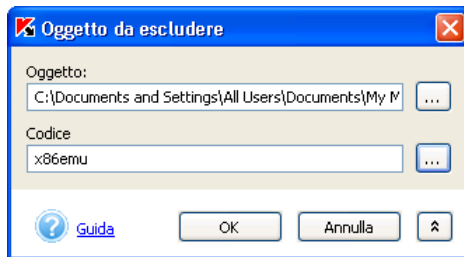 Oggetto da escludere
Oggetto:
C:\Documents and Settings\All Users\Documents\My M
...
Codice
x86emu
...
Guida
OK
Annulla